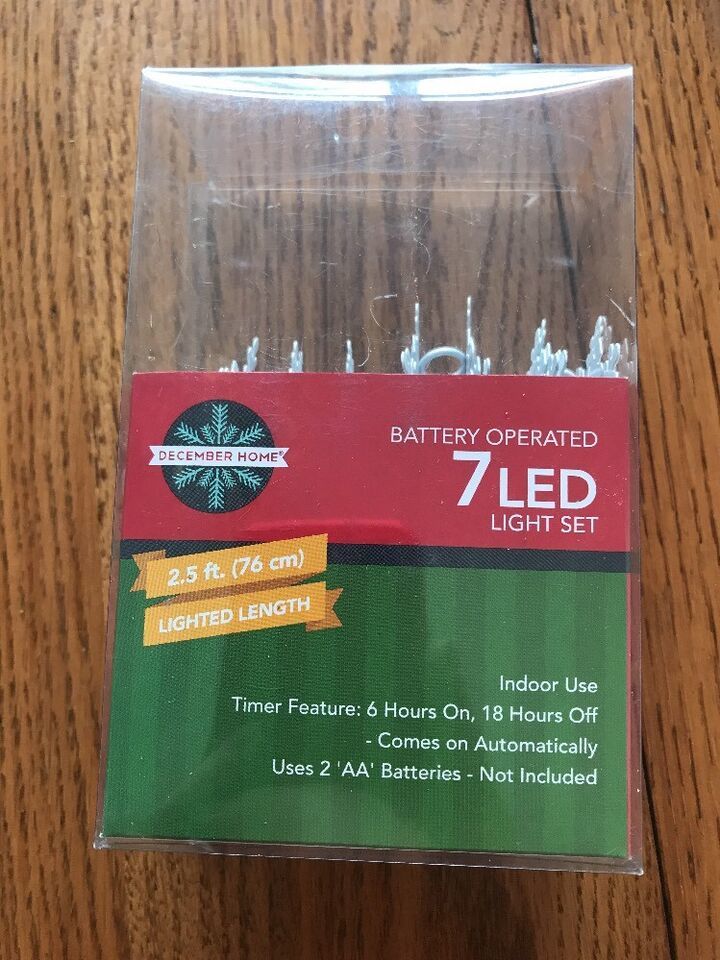 DECEMBER HOME®
BATTERY OPERATED
7 LED
LIGHT SET
2.5 ft. (76 cm)
LIGHTED LENGTH
Indoor Use
Timer Feature: 6 Hours On, 18 Hours Off
- Comes on Automatically
Uses 2 'AA' Batteries - Not Included